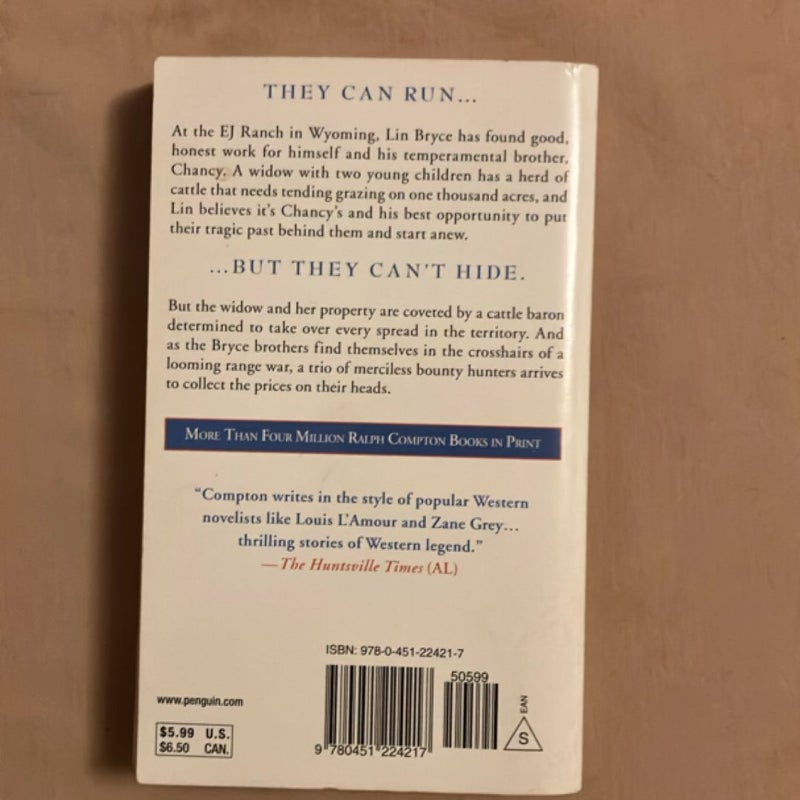 THEY CAN RUN...
At the EJ Ranch in Wyoming, Lin Bryce has found good,
honest work for himself and his temperamental brother,
Chancy. A widow with two young children has a herd of
cattle that needs tending grazing on one thousand acres, and
Lin believes it's Chancy's and his best opportunity to put
their tragic past behind them and start anew.
...BUT THEY CAN'T HIDE.
But the widow and her property are coveted by a cattle baron
determined to take over every spread in the territory. And
as the Bryce brothers find themselves in the crosshairs of a
looming range war, a trio of merciless bounty hunters arrives
to collect the prices on their heads.
MORE THAN FOUR MILLION RALPH COMPTON BOOKS IN PRINT
“Compton writes in the style of popular Western
novelists like Louis L'Amour and Zane Grey...
thrilling stories of Western legend.”
—The Huntsville Times (AL)
ISBN: 978-0-451-22421-7
50599
EAN
S
9 780451 224217
www.penguin.com
$5.99 U.S.
$6.50 CAN.